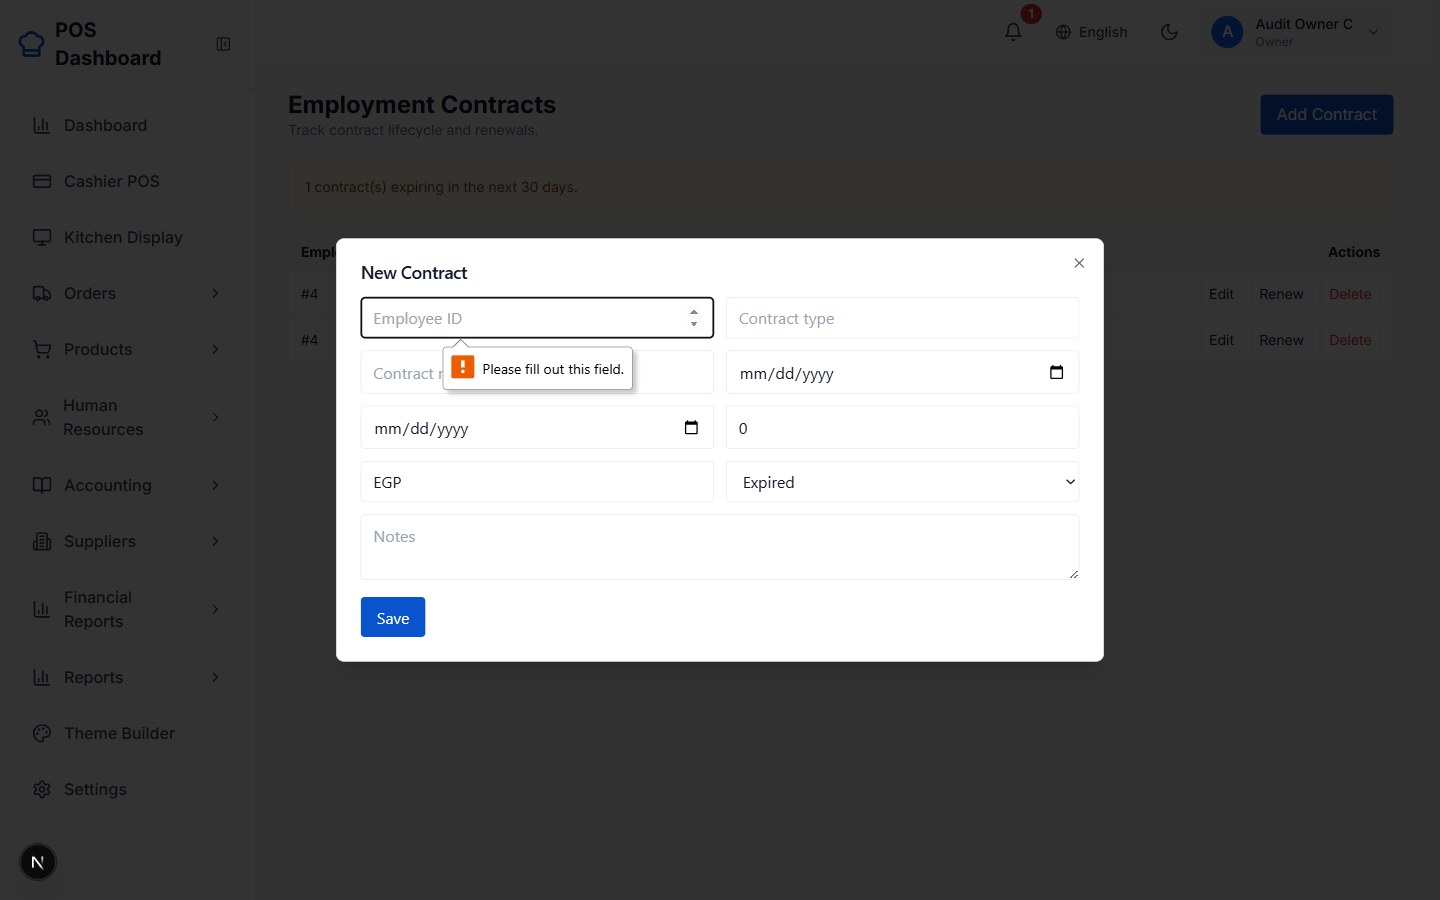 POS
Dashboard
1
English
A
Audit Owner C
Owner
Dashboard
Cashier POS
Kitchen Display
Orders
Products
Human
Resources
Accounting
Suppliers
Financial
Reports
Reports
Theme Builder
Settings
N
Employment Contracts
Track contract lifecycle and renewals.
Add Contract
1 contract(s) expiring in the next 30 days.
Actions
#4
Edit Renew Delete
#4
Edit Renew Delete
New Contract
Employee ID
Contract type
Please fill out this field.
Contract
mm/dd/yyyy
mm/dd/yyyy
0
EGP
Expired
Notes
Save